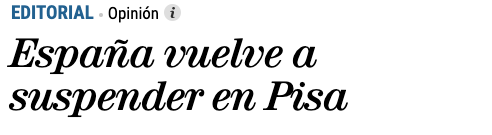 EDITORIAL • Opinión i
España vuelve a
suspender en Pisa